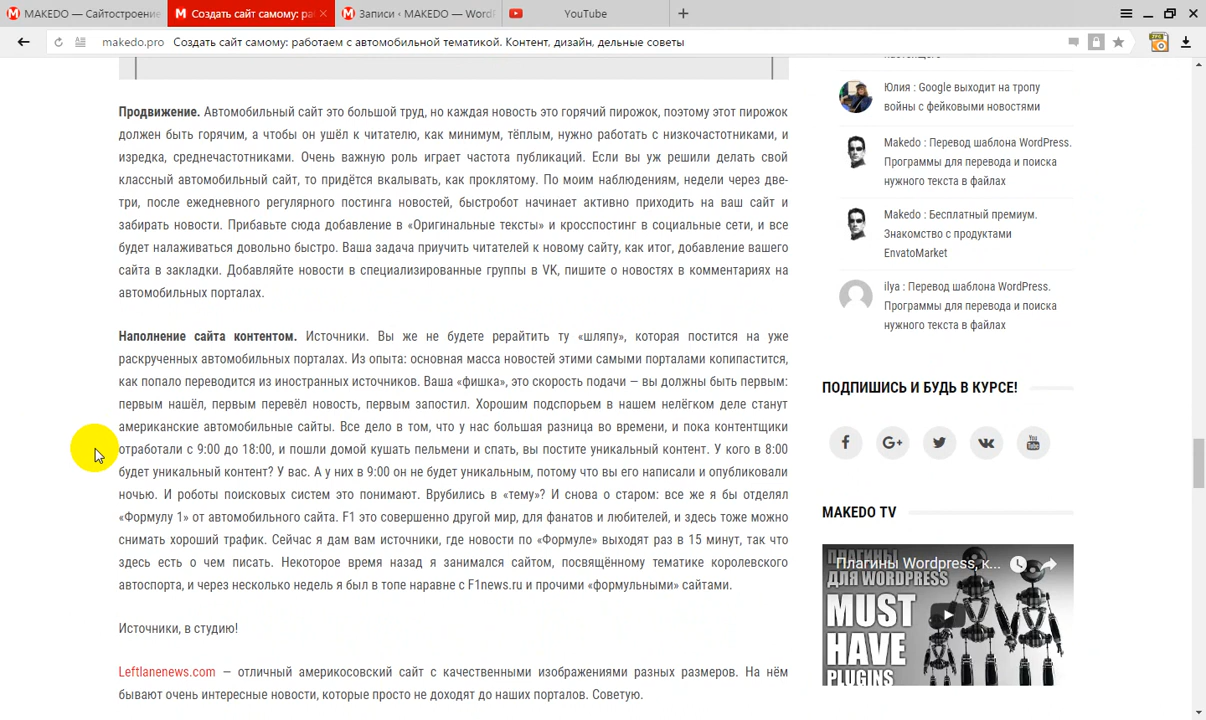 MAKEDO — Сайтостроение
Создать сайт самому: ра
Записи ‹ MAKEDO — Word
YouTube
makedo.pro Создать сайт самому: работаем с автомобильной тематикой. Контент, дизайн, дельные советы
Продвижение. Автомобильный сайт это большой труд, но каждая новость это горячий пирожок, поэтому этот пирожок
должен быть горячим, а чтобы он ушёл к читателю, как минимум, тёплым, нужно работать с низкочастотниками, и
изредка, среднечастотниками. Очень важную роль играет частота публикаций. Если вы уж решили делать свой
классный автомобильный сайт, то придётся вкалывать, как проклятому. По моим наблюдениям, недели через две-
три, после ежедневного регулярного постинга новостей, быстробот начинает активно приходить на ваш сайт и
забирать новости. Прибавьте сюда добавление в «Оригинальные тексты» и кросспостинг в социальные сети, и все
будет налаживаться довольно быстро. Ваша задача приучить читателей к новому сайту, как итог, добавление вашего
сайта в закладки. Добавляйте новости в специализированные группы в VK, пишите о новостях в комментариях на
автомобильных порталах.
Наполнение сайта контентом. Источники. Вы же не будете рерайтить ту «шляпу», которая постится на уже
раскрученных автомобильных порталах. Из опыта: основная масса новостей этими самыми порталами копипастится,
как попало переводится из иностранных источников. Ваша «фишка», это скорость подачи — вы должны быть первым:
первым нашёл, первым перевёл новость, первым запостил. Хорошим подспорьем в нашем нелёгком деле станут
американские автомобильные сайты. Все дело в том, что у нас большая разница во времени, и пока контентщики
отработали с 9:00 до 18:00, и пошли домой кушать пельмени и спать, вы постите уникальный контент. У кого в 8:00
будет уникальный контент? У вас. А у них в 9:00 он не будет уникальным, потому что вы его написали и опубликовали
ночью. И роботы поисковых систем это понимают. Врубились в «тему»? И снова о старом: все же я бы отделял
«Формулу 1» от автомобильного сайта. F1 это совершенно другой мир, для фанатов и любителей, и здесь тоже можно
снимать хороший трафик. Сейчас я дам вам источники, где новости по «Формуле» выходят раз в 15 минут, так что
здесь есть о чем писать. Некоторое время назад я занимался сайтом, посвящённому тематике королевского
автоспорта, и через несколько недель я был в топе наравне с F1news.ru и прочими «формульными» сайтами.
Источники, в студию!
Leftlanenews.com — отличный америкосовский сайт с качественными изображениями разных размеров. На нём
бывают очень интересные новости, которые просто не доходят до наших порталов. Советую.
Юлия : Google выходит на тропу
войны с фейковыми новостями
Makedo : Перевод шаблона WordPress.
Программы для перевода и поиска
нужного текста в файлах
Makedo : Бесплатный премиум.
Знакомство с продуктами
EnvatoMarket
ilya : Перевод шаблона WordPress.
Программы для перевода и поиска
нужного текста в файлах
ПОДПИШИСЬ И БУДЬ В КУРСЕ!
MAKEDO TV
Плагины Wordpress, к...
ПЛАГИНЫ
ДЛЯ WORDPRESS
MUST
HAVE
PLUGINS